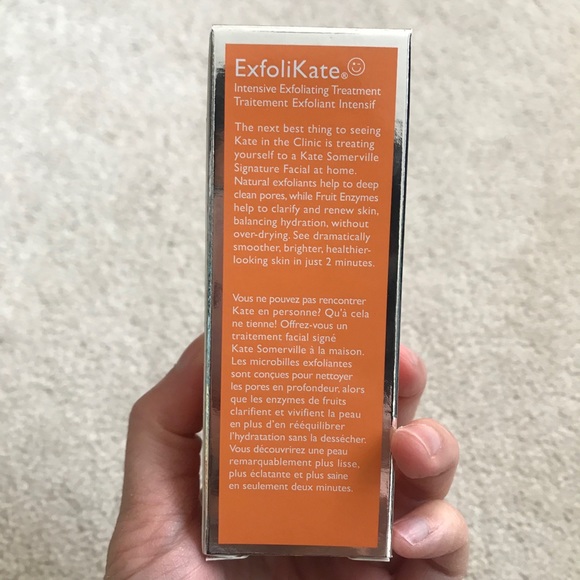 ExfoliKate®
Intensive Exfoliating Treatment
Traitement Exfoliant Intensif
The next best thing to seeing
Kate in the Clinic is treating
yourself to a Kate Somerville
Signature Facial at home.
Natural exfoliants help to deep
clean pores, while Fruit Enzymes
help to clarify and renew skin,
balancing hydration, without
over-drying. See dramatically
smoother, brighter, healthier-
looking skin in just 2 minutes.
Vous ne pouvez pas rencontrer
Kate en personne? Qu'à cela
ne tienne! Offrez-vous un
traitement facial signé
Kate Somerville à la maison.
Les microbilles exfoliantes
sont conçues pour nettoyer
les pores en profondeur, alors
que les enzymes de fruits
clarifient et vivifient la peau
en plus d'en rééquilibrer
l'hydratation sans la dessécher.
Vous découvrirez une peau
remarquablement plus lisse,
plus eclatante et plus saine
en seulement deux minutes.